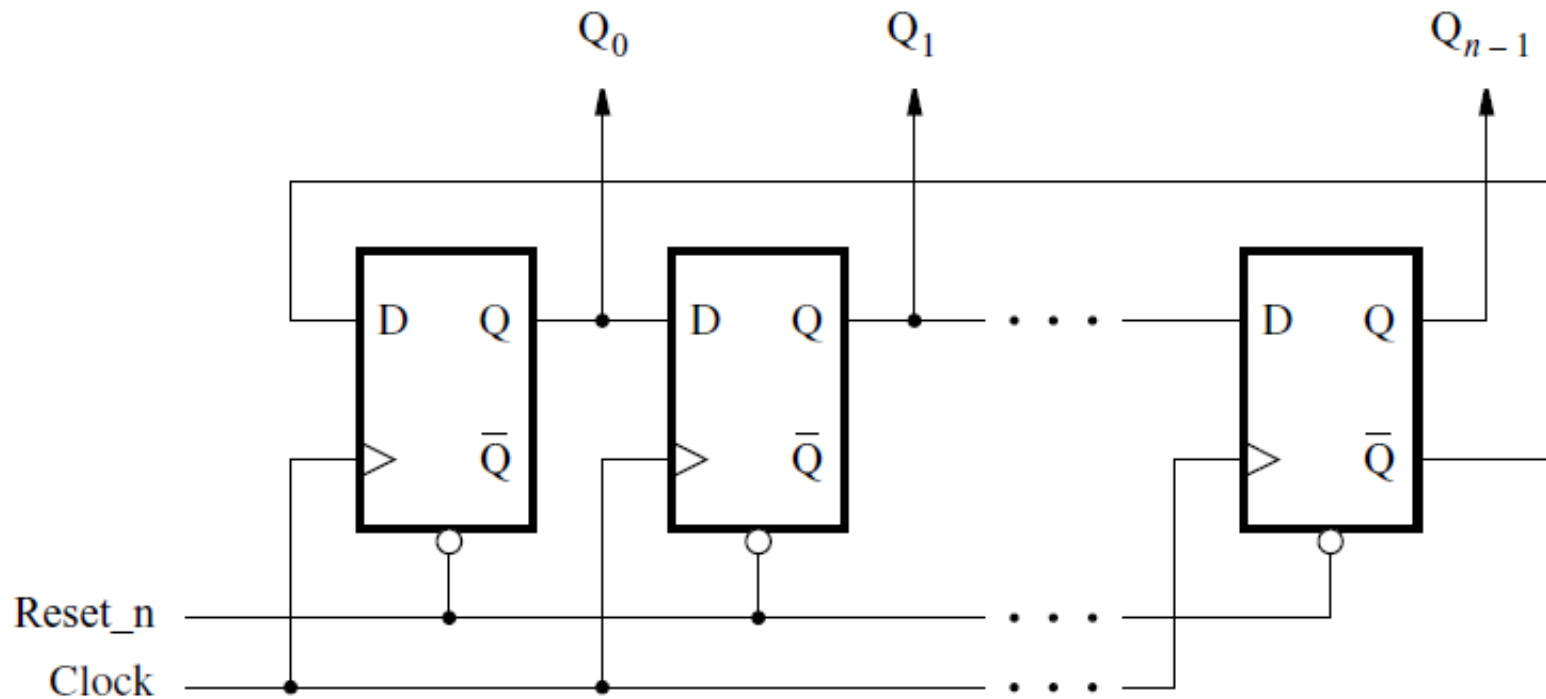 Q₀ Q₁ Qₙ₋₁
D Q D Q . . . D Q
Q̅ Q̅ Q̅
Reset_n . . .
Clock . . .